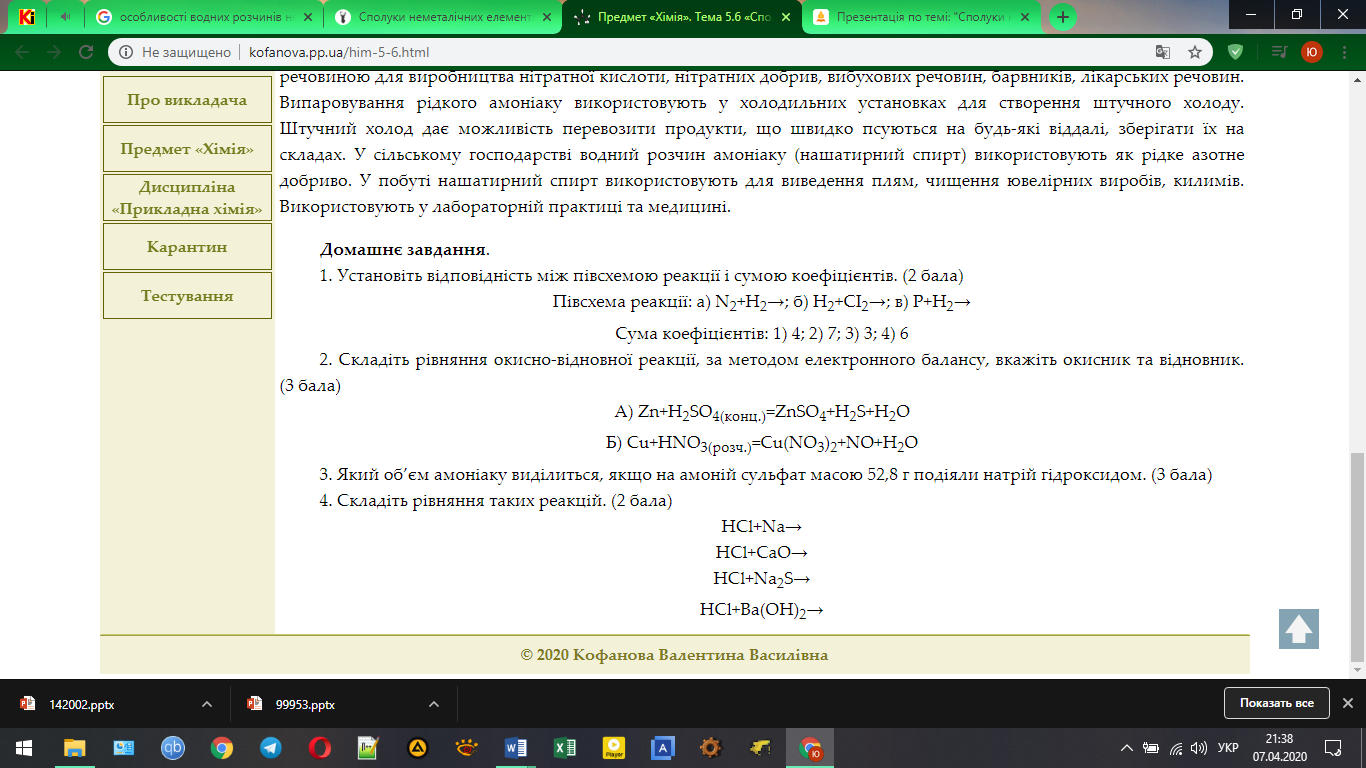 особливості водних розчинів н
Сполуки неметалічних елемент
Предмет «Хімія». Тема 5.6 «Спо
Презентація по темі: "Сполуки
Не защищено | kofanova.pp.ua/him-5-6.html
Ю
Про викладача
Предмет «Хімія»
Дисципліна
«Прикладна хімія»
Карантин
Тестування
речовиною для виробництва нітратної кислоти, нітратних добрив, вибухових речовин, барвників, лікарських речовин.
Випаровування рідкого амоніаку використовують у холодильних установках для створення штучного холоду.
Штучний холод дає можливість перевозити продукти, що швидко псуються на будь-які віддалі, зберігати їх на
складах. У сільському господарстві водний розчин амоніаку (нашатирний спирт) використовують як рідке азотне
добриво. У побуті нашатирний спирт використовують для виведення плям, чищення ювелірних виробів, килимів.
Використовують у лабораторній практиці та медицині.
Домашнє завдання.
1. Установіть відповідність між півсхемою реакції і сумою коефіцієнтів. (2 бала)
Півсхема реакції: а) N₂+H₂→; б) H₂+CI₂→; в) P+H₂→
Сума коефіцієнтів: 1) 4; 2) 7; 3) 3; 4) 6
2. Складіть рівняння окисно-відновної реакції, за методом електронного балансу, вкажіть окисник та відновник.
(3 бала)
А) Zn+H₂SO₄(конц.)=ZnSO₄+H₂S+H₂O
Б) Cu+HNO₃(розч.)=Cu(NO₃)₂+NO+H₂O
3. Який об’єм амоніаку виділиться, якщо на амоній сульфат масою 52,8 г подіяли натрій гідроксидом. (3 бала)
4. Складіть рівняння таких реакцій. (2 бала)
HCl+Na→
HCl+CaO→
HCl+Na₂S→
HCl+Ba(OH)₂→
© 2020 Кофанова Валентина Василівна
142002.pptx
99953.pptx
Показать все
УКР
21:38
07.04.2020